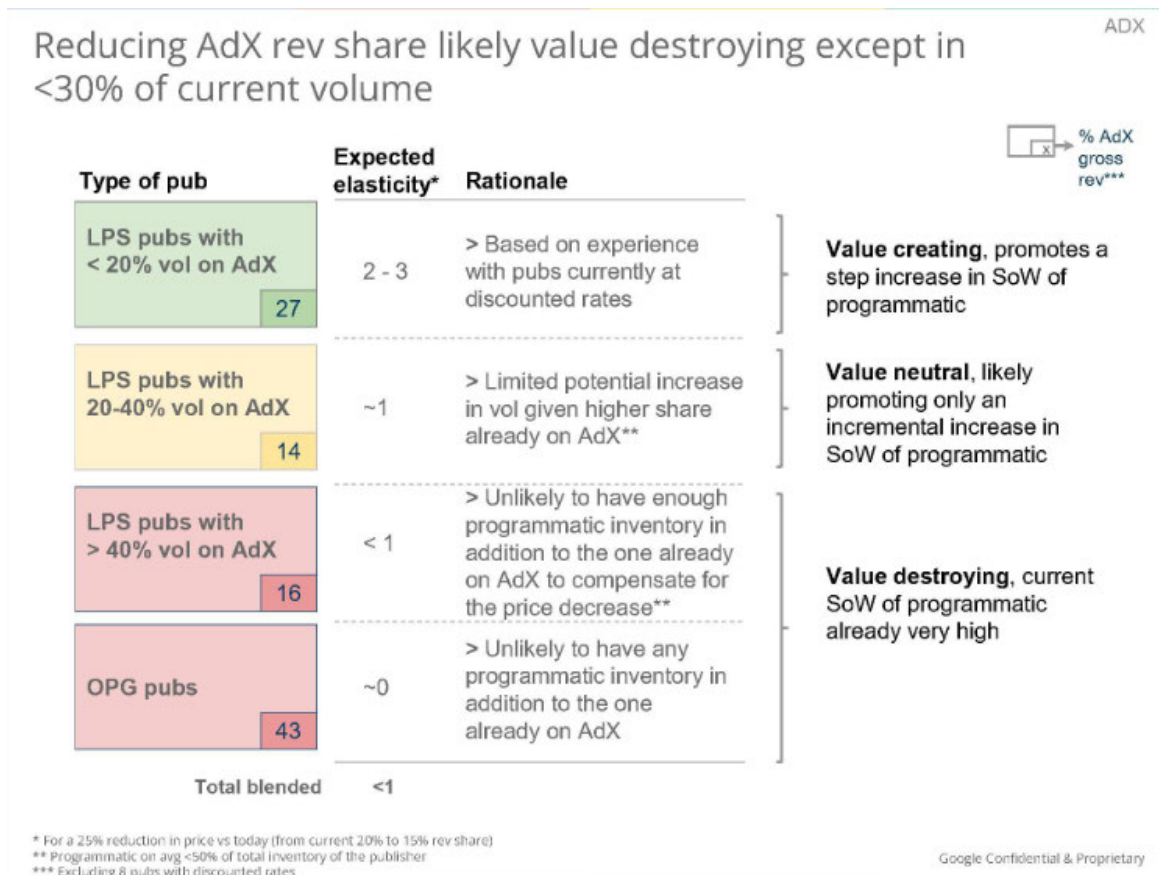 ADX
Reducing AdX rev share likely value destroying except in
<30% of current volume
% AdX
gross
rev***
x
Type of pub
Expected
elasticity*
Rationale
LPS pubs with
< 20% vol on AdX
27
2 - 3
> Based on experience
with pubs currently at
discounted rates
Value creating, promotes a
step increase in SoW of
programmatic
LPS pubs with
20-40% vol on AdX
14
~1
> Limited potential increase
in vol given higher share
already on AdX**
Value neutral, likely
promoting only an
incremental increase in
SoW of programmatic
LPS pubs with
> 40% vol on AdX
16
< 1
> Unlikely to have enough
programmatic inventory in
addition to the one already
on AdX to compensate for
the price decrease**
OPG pubs
43
~0
> Unlikely to have any
programmatic inventory in
addition to the one
already on AdX
Value destroying, current
SoW of programmatic
already very high
Total blended <1
* For a 25% reduction in price vs today (from current 20% to 15% rev share)
** Programmatic on avg <50% of total inventory of the publisher
*** Excluding 8 pubs with discounted rates
Google Confidential & Proprietary